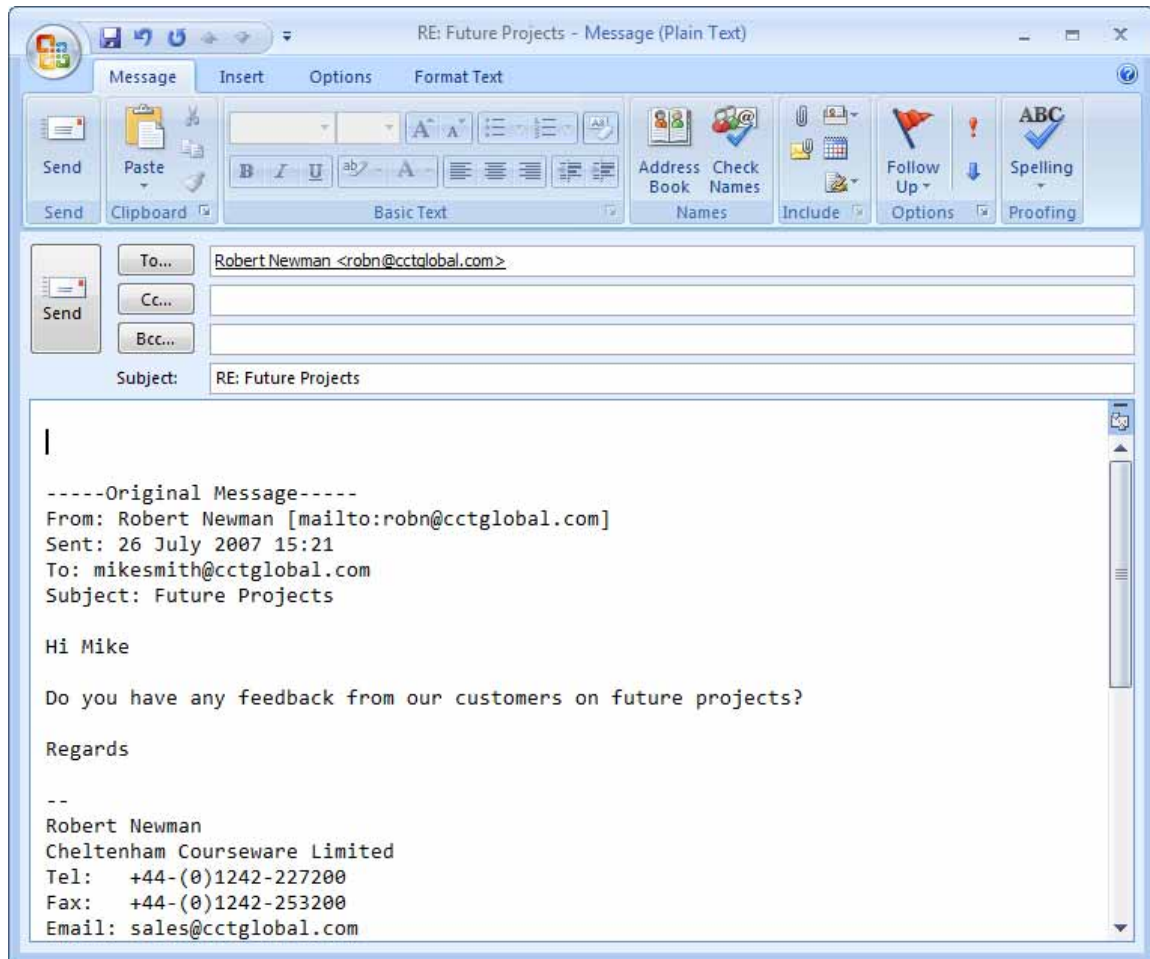 RE: Future Projects - Message (Plain Text)
Message Insert Options Format Text
Send Paste Address Book Check Names Follow Up ABC Spelling
B I U ab A
Send Clipboard Basic Text Names Include Options Proofing
Send
To... Robert Newman <robn@cctglobal.com>
Cc...
Bcc...
Subject: RE: Future Projects
-----Original Message-----
From: Robert Newman [mailto:robn@cctglobal.com]
Sent: 26 July 2007 15:21
To: mikesmith@cctglobal.com
Subject: Future Projects
Hi Mike
Do you have any feedback from our customers on future projects?
Regards
--
Robert Newman
Cheltenham Courseware Limited
Tel: +44-(0)1242-227200
Fax: +44-(0)1242-253200
Email: sales@cctglobal.com